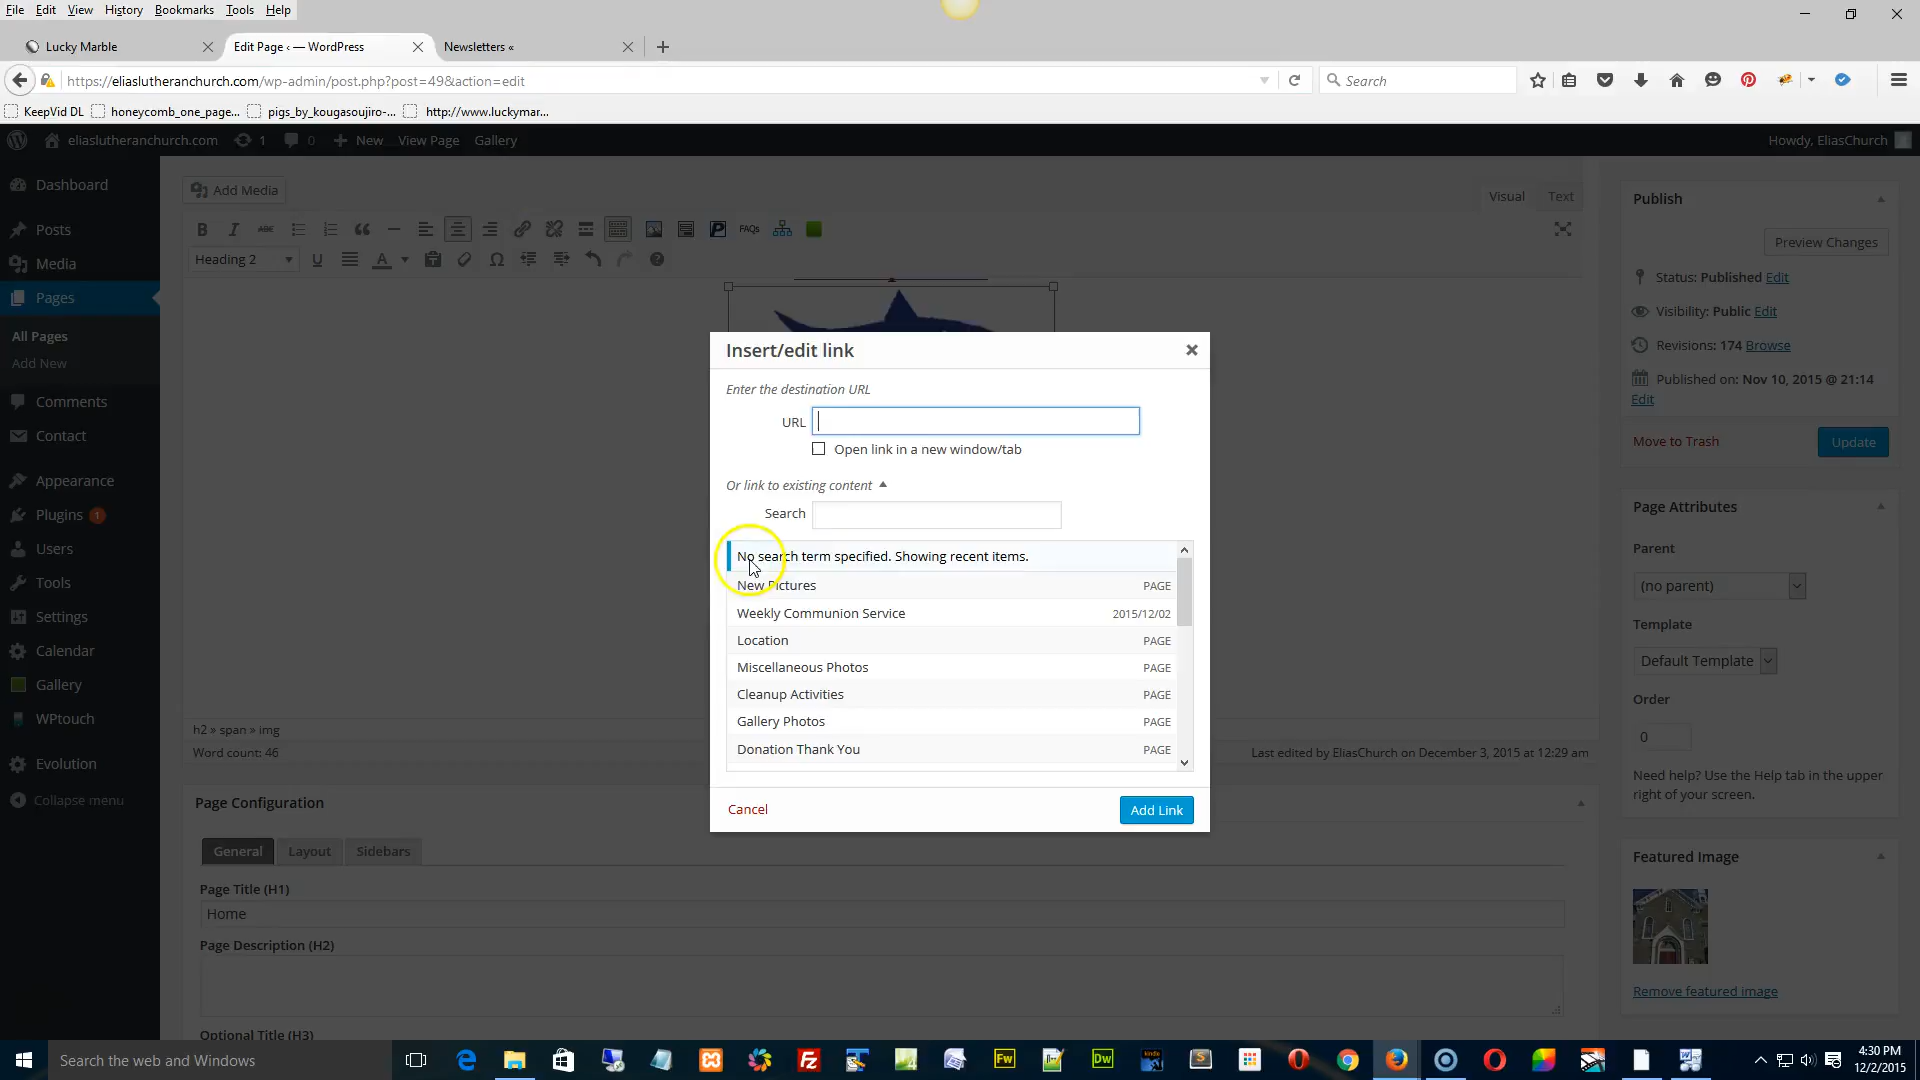 File Edit View History Bookmarks Tools Help
Lucky Marble
Edit Page ‹ — WordPress
Newsletters «
https://eliaslutheranchurch.com/wp-admin/post.php?post=49&action=edit
Search
KeepVid DL
honeycomb_one_page...
pigs_by_kougasoujiro-...
http://www.luckymar...
eliaslutheranchurch.com
1
0
New
View Page
Gallery
Howdy, EliasChurch
Dashboard
Posts
Media
Pages
All Pages
Add New
Comments
Contact
Appearance
Plugins 1
Users
Tools
Settings
Calendar
Gallery
WPtouch
Evolution
Collapse menu
Add Media
Visual
Text
B I ABC
FAQs
Heading 2
U A Ω
Insert/edit link
Enter the destination URL
URL
Open link in a new window/tab
Or link to existing content
Search
No search term specified. Showing recent items.
New Pictures PAGE
Weekly Communion Service 2015/12/02
Location PAGE
Miscellaneous Photos PAGE
Cleanup Activities PAGE
Gallery Photos PAGE
Donation Thank You PAGE
Cancel
Add Link
h2 » span » img
Word count: 46
Last edited by EliasChurch on December 3, 2015 at 12:29 am
Page Configuration
General
Layout
Sidebars
Page Title (H1)
Home
Page Description (H2)
Optional Title (H3)
Publish
Preview Changes
Status: Published Edit
Visibility: Public Edit
Revisions: 174 Browse
Published on: Nov 10, 2015 @ 21:14
Edit
Move to Trash
Update
Page Attributes
Parent
(no parent)
Template
Default Template
Order
0
Need help? Use the Help tab in the upper
right of your screen.
Featured Image
Remove featured image
Search the web and Windows
Fz
Fw
Dw
kindle
S
4:30 PM
12/2/2015